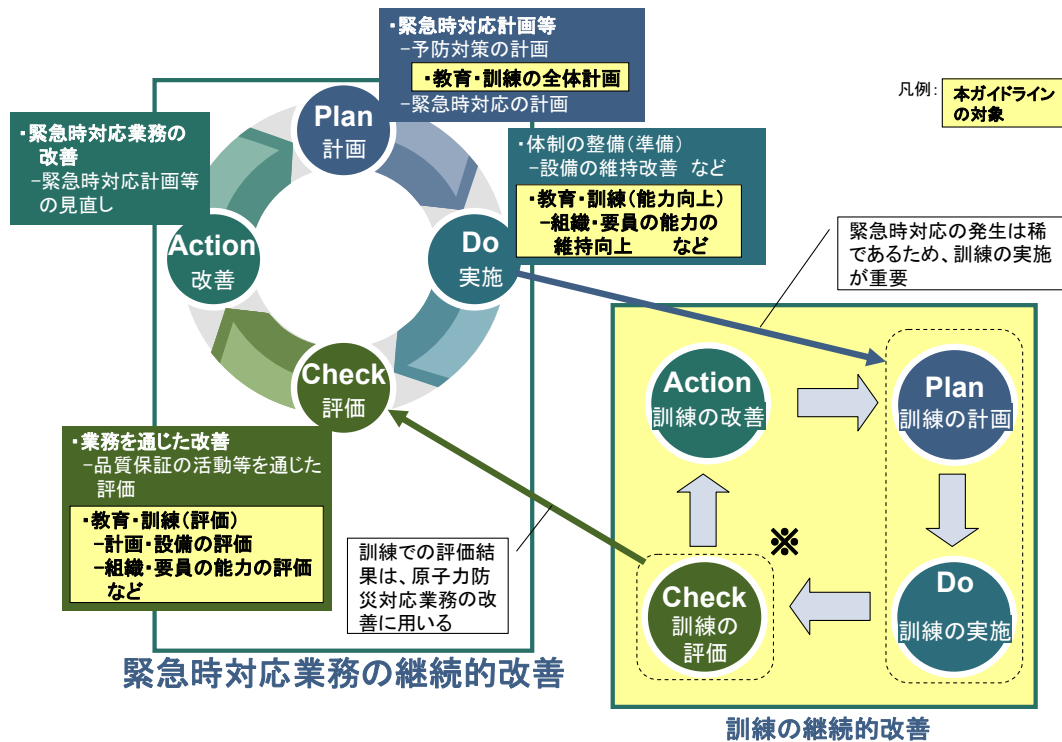 ・緊急時対応計画等
－予防対策の計画
・教育・訓練の全体計画
－緊急時対応の計画
凡例：
本ガイドライン
の対象
Plan
計画
・緊急時対応業務の
改善
－緊急時対応計画等
の見直し
・体制の整備（準備）
－設備の維持改善 など
・教育・訓練（能力向上）
－組織・要員の能力の
維持向上 など
Action
改善
Do
実施
緊急時対応の発生は稀
であるため、訓練の実施
が重要
Check
評価
・業務を通じた改善
－品質保証の活動等を通じた
評価
・教育・訓練（評価）
－計画・設備の評価
－組織・要員の能力の評価
など
訓練での評価結
果は、原子力防
災対応業務の改
善に用いる
緊急時対応業務の継続的改善
Action
訓練の改善
Plan
訓練の計画
※
Check
訓練の
評価
Do
訓練の実施
訓練の継続的改善